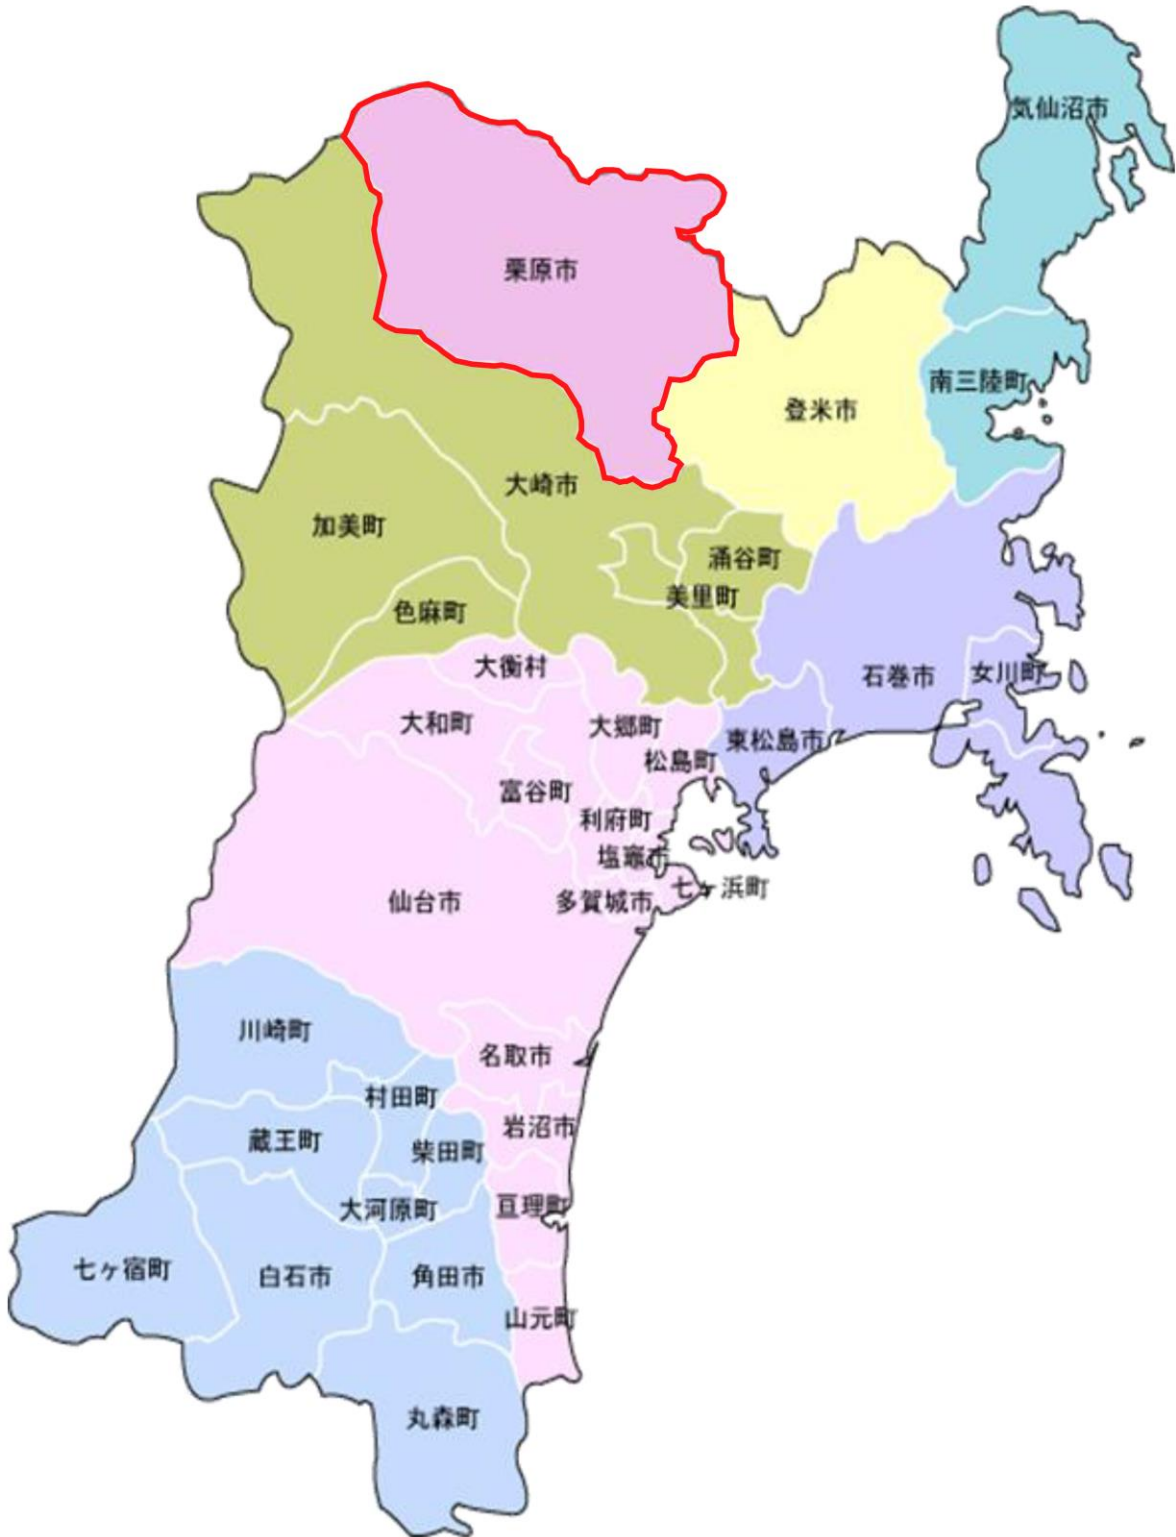 気仙沼市
栗原市
南三陸町
登米市
大崎市
加美町
涌谷町
美里町
色麻町
大衡村
石巻市
女川町
大和町
大郷町
東松島市
松島町
富谷町
利府町
塩竈市
七ヶ浜町
仙台市
多賀城市
川崎町
名取市
村田町
岩沼市
蔵王町
柴田町
大河原町
亘理町
七ヶ宿町
白石市
角田市
山元町
丸森町